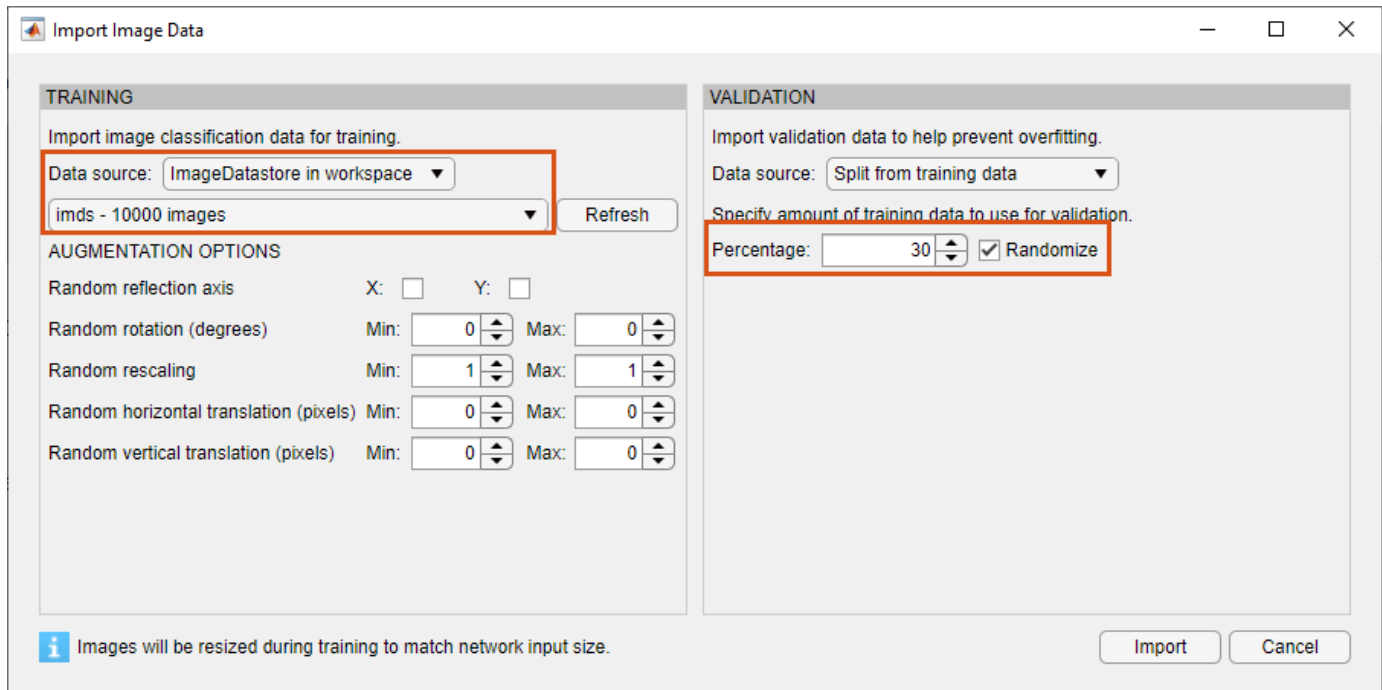 Import Image Data
TRAINING
Import image classification data for training.
Data source: ImageDatastore in workspace
imds - 10000 images Refresh
AUGMENTATION OPTIONS
Random reflection axis X: Y:
Random rotation (degrees) Min: 0 Max: 0
Random rescaling Min: 1 Max: 1
Random horizontal translation (pixels) Min: 0 Max: 0
Random vertical translation (pixels) Min: 0 Max: 0
VALIDATION
Import validation data to help prevent overfitting.
Data source: Split from training data
Specify amount of training data to use for validation.
Percentage: 30 Randomize
Images will be resized during training to match network input size.
Import Cancel